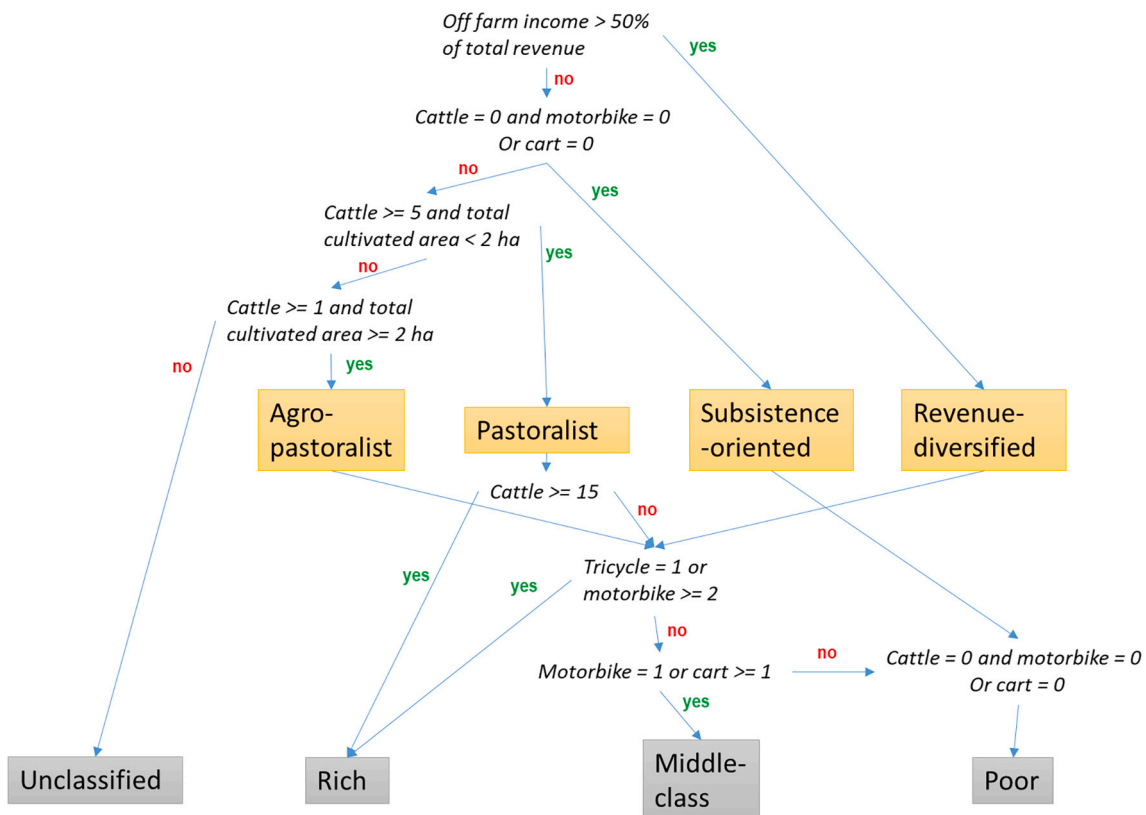 Off farm income > 50%
of total revenue
yes
no
Cattle = 0 and motorbike = 0
Or cart = 0
no
yes
Cattle >= 5 and total
cultivated area < 2 ha
yes
no
Cattle >= 1 and total
cultivated area >= 2 ha
no
yes
Agro-
pastoralist
Pastoralist
Subsistence
-oriented
Revenue-
diversified
Cattle >= 15
no
yes
Tricycle = 1 or
motorbike >= 2
yes
no
Motorbike = 1 or cart >= 1
no
yes
Cattle = 0 and motorbike = 0
Or cart = 0
Unclassified
Rich
Middle-
class
Poor